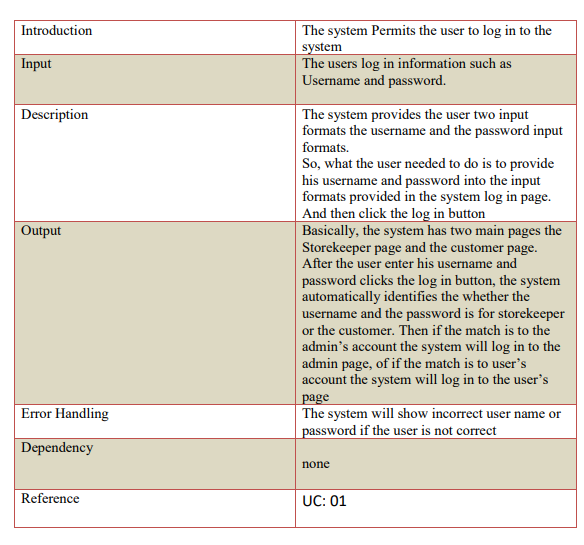 Introduction
The system Permits the user to log in to the
system
Input
The users log in information such as
Username and password.
Description
The system provides the user two input
formats the username and the password input
formats.
So, what the user needed to do is to provide
his username and password into the input
formats provided in the system log in page.
And then click the log in button
Output
Basically, the system has two main pages the
Storekeeper page and the customer page.
After the user enter his username and
password clicks the log in button, the system
automatically identifies the whether the
username and the password is for storekeeper
or the customer. Then if the match is to the
admin’s account the system will log in to the
admin page, of if the match is to user’s
account the system will log in to the user’s
page
Error Handling
The system will show incorrect user name or
password if the user is not correct
Dependency
none
Reference
UC: 01